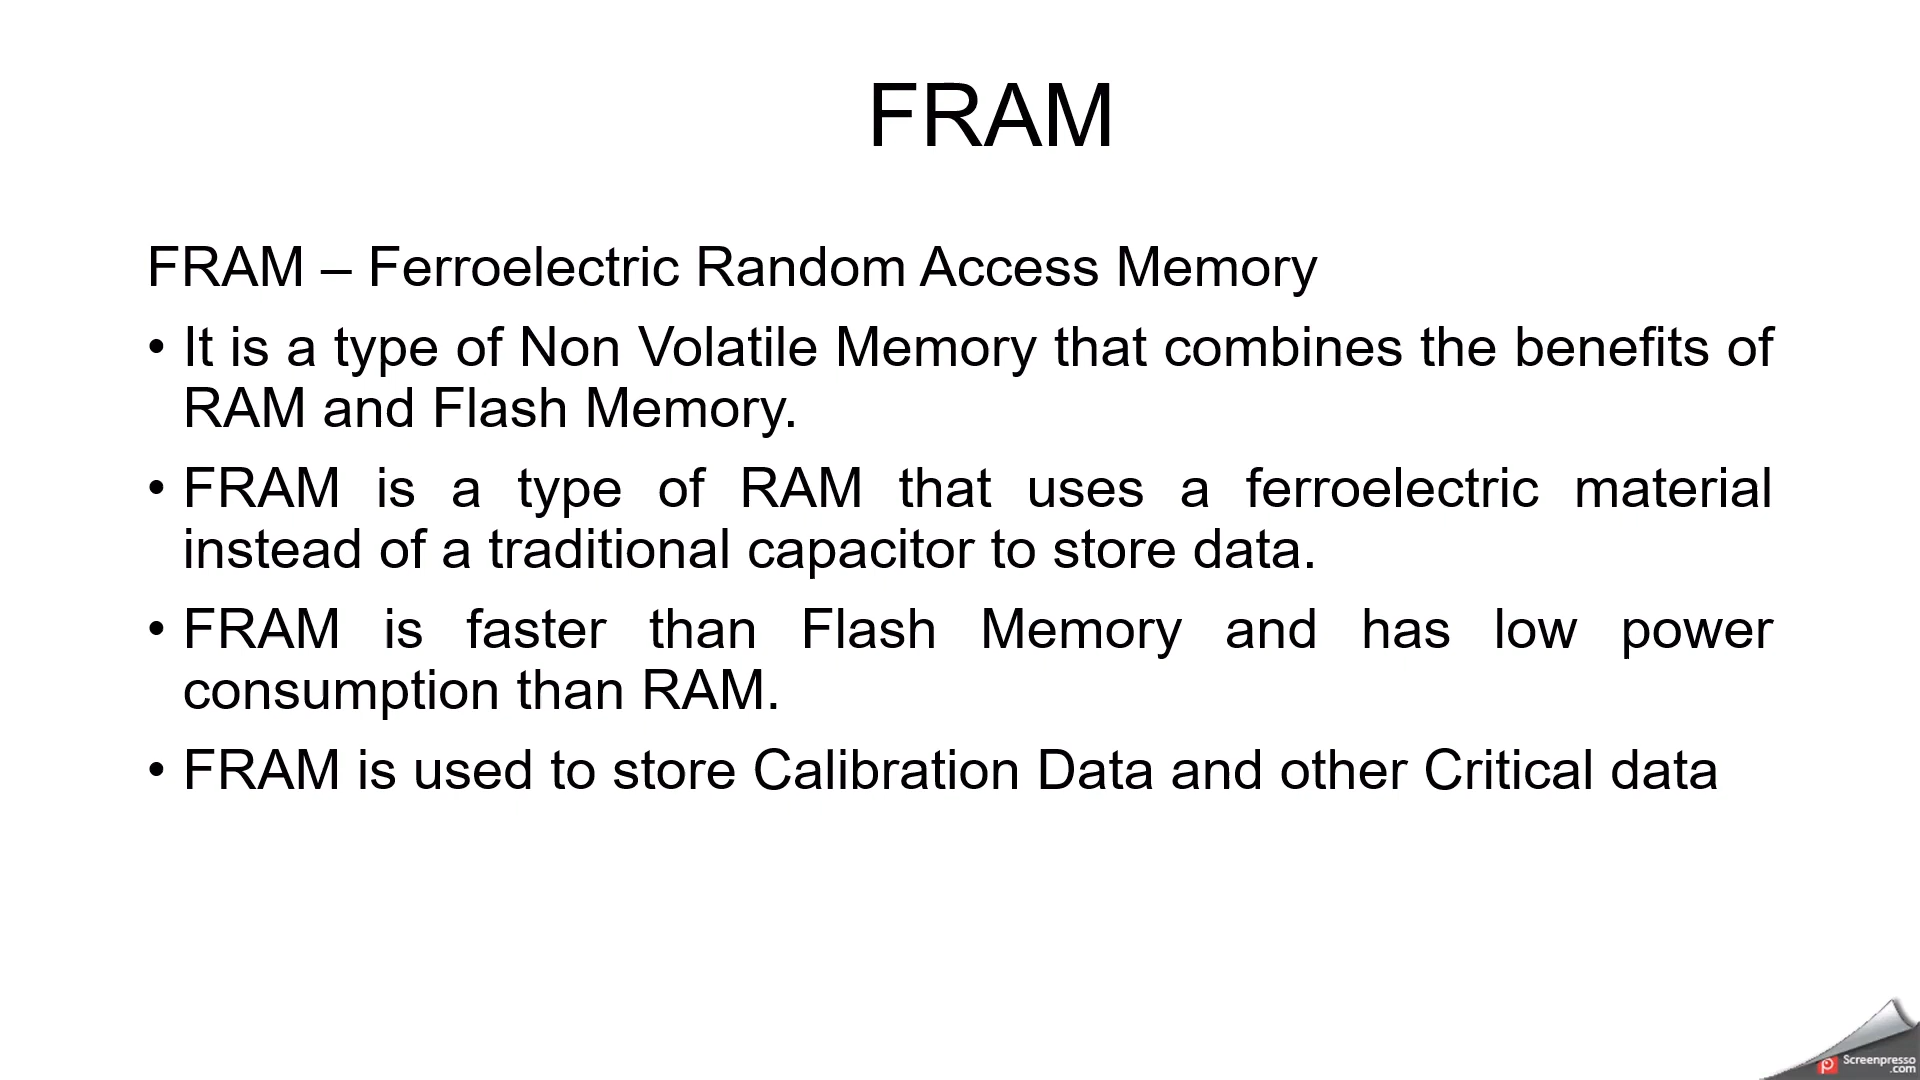 FRAM
FRAM – Ferroelectric Random Access Memory
• It is a type of Non Volatile Memory that combines the benefits of
RAM and Flash Memory.
• FRAM is a type of RAM that uses a ferroelectric material
instead of a traditional capacitor to store data.
• FRAM is faster than Flash Memory and has low power
consumption than RAM.
• FRAM is used to store Calibration Data and other Critical data
Screenpresso
.com